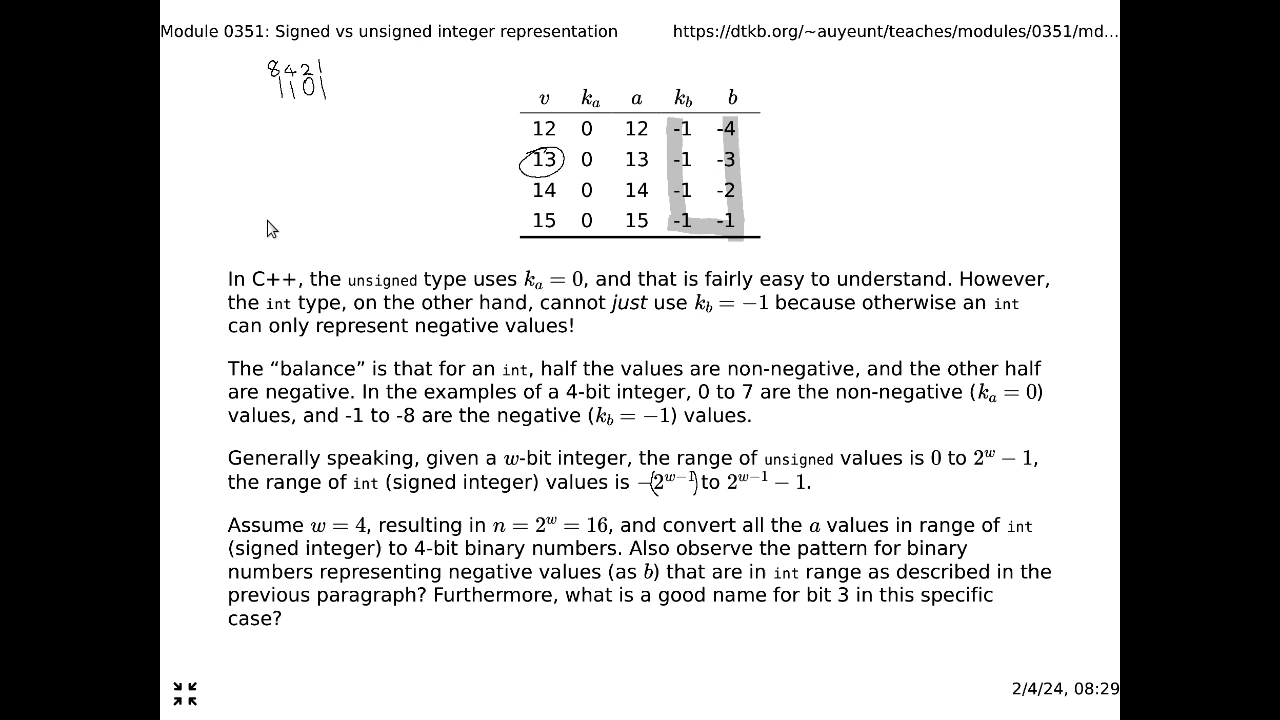 Module 0351: Signed vs unsigned integer representation https://dtkb.org/~auyeunt/teaches/modules/0351/md...
8421
1101
v kₐ a k_b b
12 0 12 -1 -4
13 0 13 -1 -3
14 0 14 -1 -2
15 0 15 -1 -1
In C++, the unsigned type uses kₐ = 0, and that is fairly easy to understand. However,
the int type, on the other hand, cannot just use k_b = −1 because otherwise an int
can only represent negative values!
The “balance” is that for an int, half the values are non-negative, and the other half
are negative. In the examples of a 4-bit integer, 0 to 7 are the non-negative (kₐ = 0)
values, and -1 to -8 are the negative (k_b = −1) values.
Generally speaking, given a w-bit integer, the range of unsigned values is 0 to 2^w − 1,
the range of int (signed integer) values is −(2^{w−1}) to 2^{w−1} − 1.
Assume w = 4, resulting in n = 2^w = 16, and convert all the a values in range of int
(signed integer) to 4-bit binary numbers. Also observe the pattern for binary
numbers representing negative values (as b) that are in int range as described in the
previous paragraph? Furthermore, what is a good name for bit 3 in this specific
case?
2/4/24, 08:29